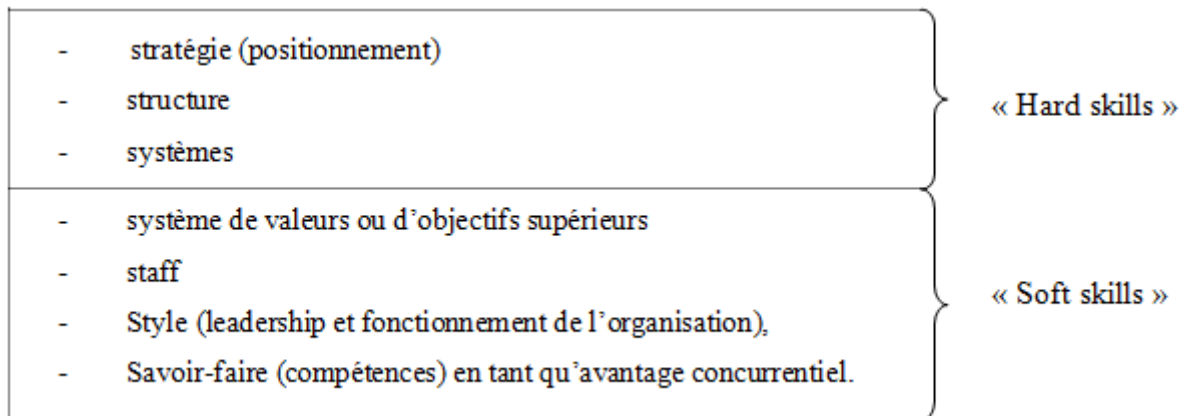 - stratégie (positionnement)
- structure
« Hard skills »
- systèmes
- système de valeurs ou d’objectifs supérieurs
- staff
« Soft skills »
- Style (leadership et fonctionnement de l’organisation),
- Savoir-faire (compétences) en tant qu’avantage concurrentiel.